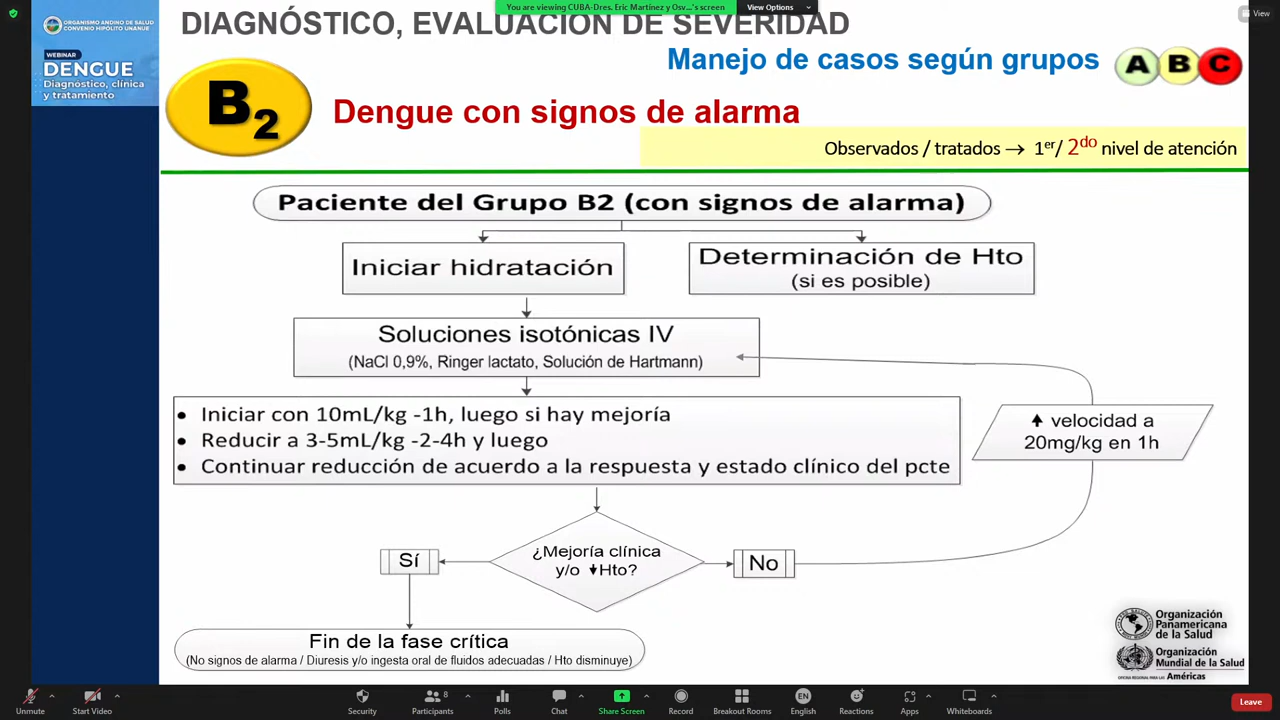 You are viewing CUBA-Dres. Eric Martínez y Osv...'s screen
View Options
View
ORGANISMO ANDINO DE SALUD
CONVENIO HIPÓLITO UNANUE
WEBINAR
DENGUE
Diagnóstico, clínica
y tratamiento
DIAGNÓSTICO, EVALUACIÓN DE SEVERIDAD
Manejo de casos según grupos
A B C
B2
Dengue con signos de alarma
Observados / tratados → 1er/ 2do nivel de atención
Paciente del Grupo B2 (con signos de alarma)
Iniciar hidratación
Determinación de Hto
(si es posible)
Soluciones isotónicas IV
(NaCl 0,9%, Ringer lactato, Solución de Hartmann)
• Iniciar con 10mL/kg -1h, luego si hay mejoría
• Reducir a 3-5mL/kg -2-4h y luego
• Continuar reducción de acuerdo a la respuesta y estado clínico del pcte
↑ velocidad a
20mg/kg en 1h
¿Mejoría clínica
y/o ↓Hto?
Sí
No
Fin de la fase crítica
(No signos de alarma / Diuresis y/o ingesta oral de fluidos adecuadas / Hto disminuye)
Organización
Panamericana
de la Salud
Organización
Mundial de la Salud
OFICINA REGIONAL PARA LAS Américas
Unmute
Start Video
Security
Participants
8
Polls
Chat
Share Screen
Record
Breakout Rooms
EN
English
Reactions
Apps
Whiteboards
Leave